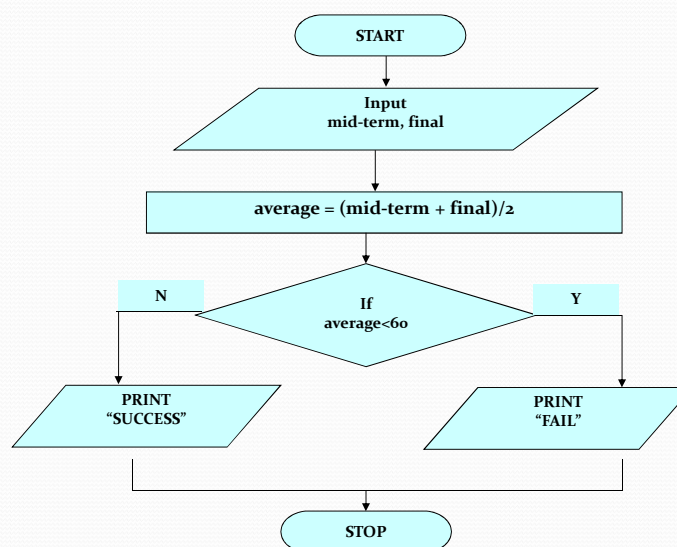 START
Input
mid-term, final
average = (mid-term + final)/2
N
If
average<60
Y
PRINT
“SUCCESS”
PRINT
“FAIL”
STOP